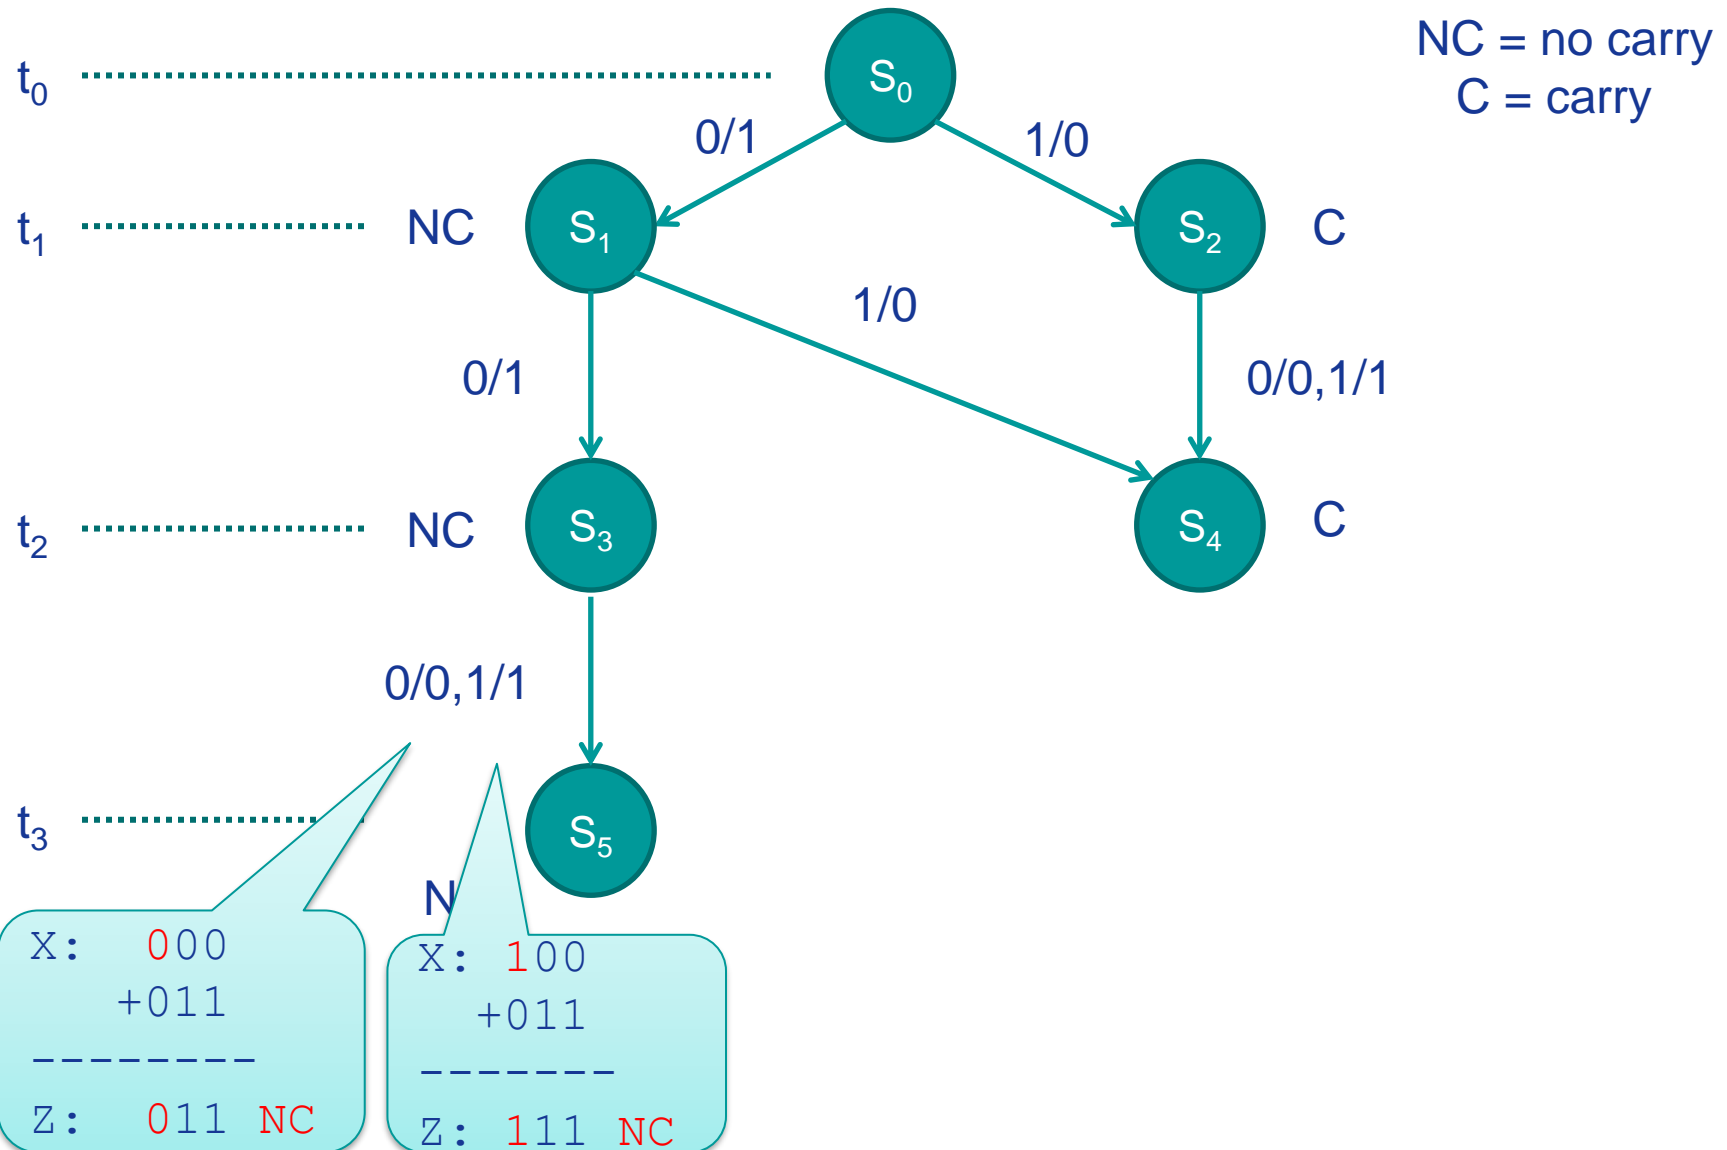 NC = no carry
C = carry
t0
S0
0/1
1/0
t1
NC
S1
S2
C
1/0
0/1
0/0,1/1
t2
NC
S3
S4
C
0/0,1/1
t3
S5
N
X: 000
+011
--------
Z: 011 NC
X: 100
+011
-------
Z: 111 NC